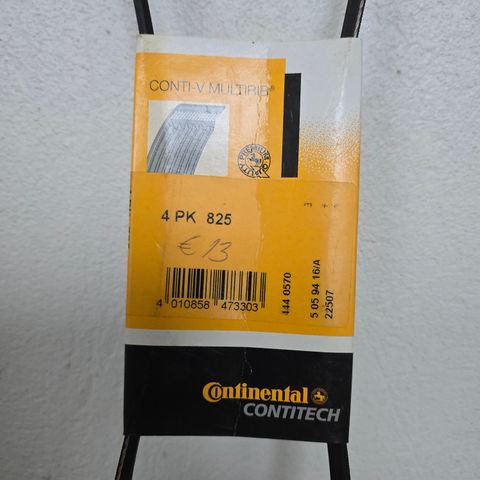 CONTI-V MULTIRIB®
4 PK 825
€ 13
4 010858 473303
444 0570
5 05 94 16/A
22507
Continental
CONTITECH